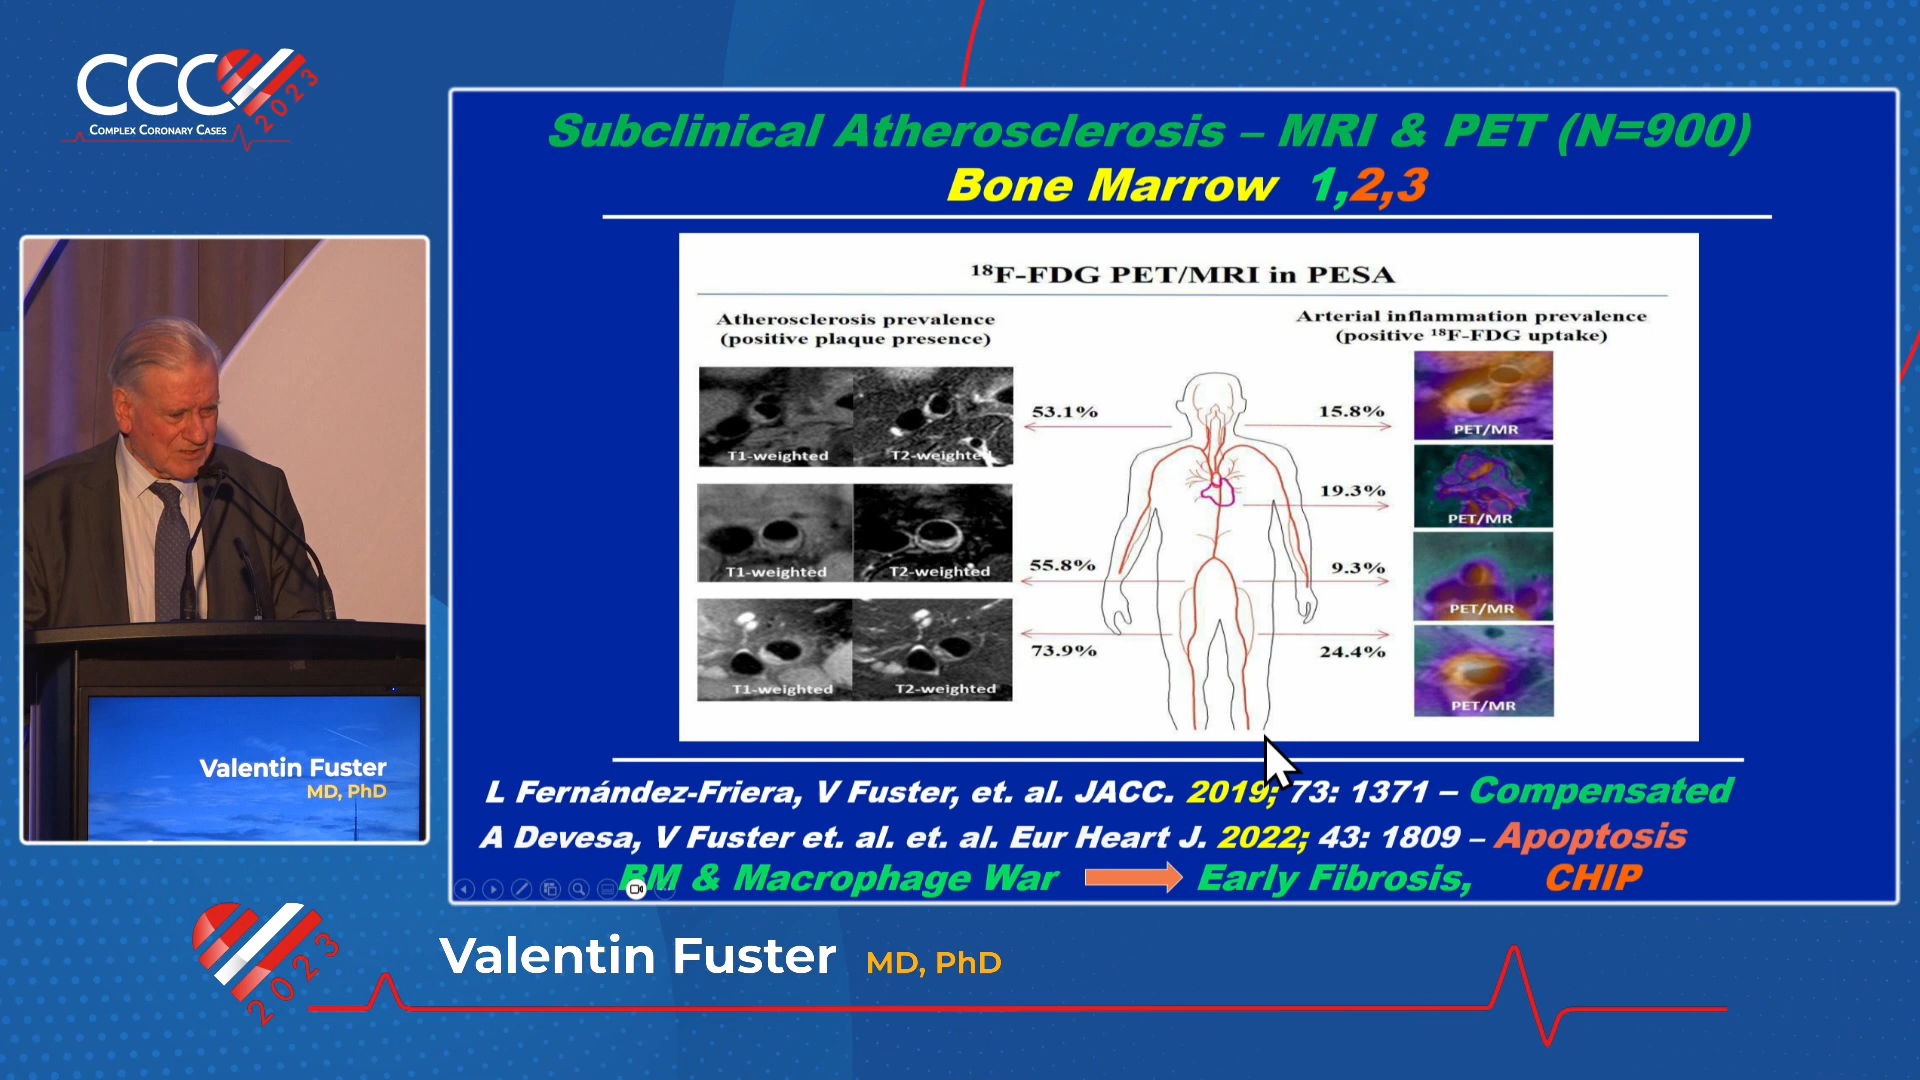 CCC
2023
COMPLEX CORONARY CASES
Subclinical Atherosclerosis – MRI & PET (N=900)
Bone Marrow 1,2,3
18F-FDG PET/MRI in PESA
Atherosclerosis prevalence
(positive plaque presence)
Arterial inflammation prevalence
(positive 18F-FDG uptake)
T1-weighted T2-weighted
53.1% 15.8%
PET/MR
19.3%
PET/MR
T1-weighted T2-weighted
55.8% 9.3%
PET/MR
T1-weighted T2-weighted
73.9% 24.4%
PET/MR
L Fernández-Friera, V Fuster, et. al. JACC. 2019; 73: 1371 – Compensated
A Devesa, V Fuster et. al. et. al. Eur Heart J. 2022; 43: 1809 – Apoptosis
BM & Macrophage War Early Fibrosis, CHIP
Valentin Fuster
MD, PhD
2023
Valentin Fuster MD, PhD